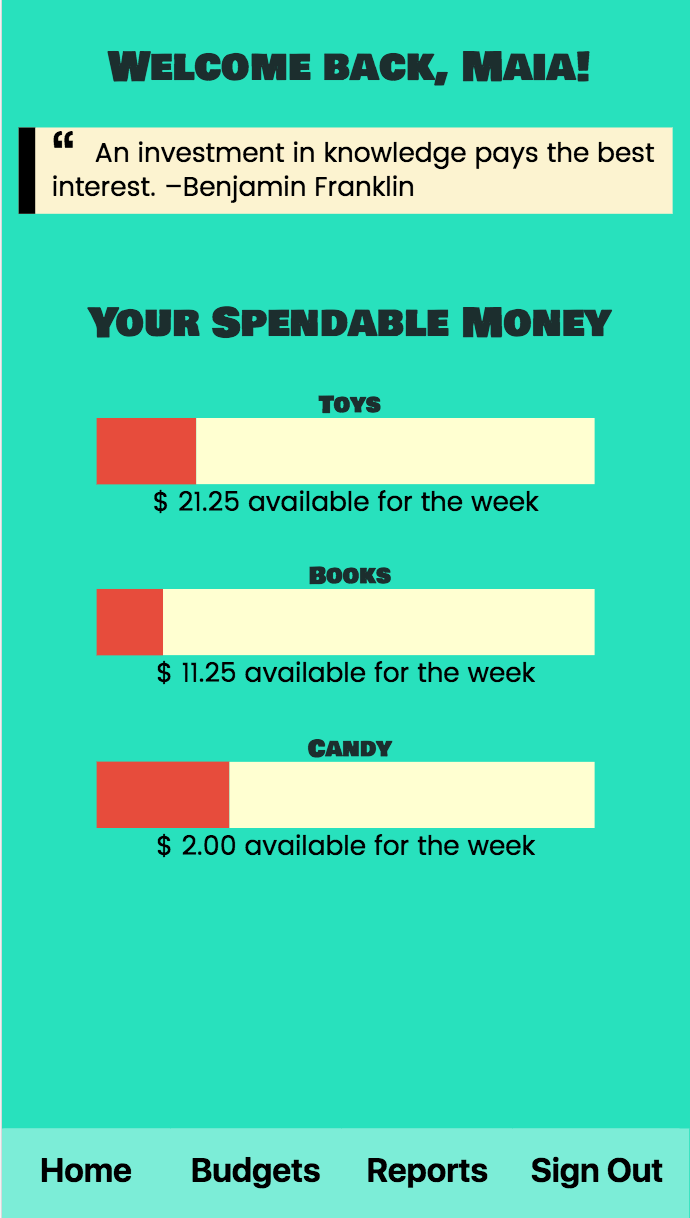 Welcome back, Maia!
“ An investment in knowledge pays the best
interest. –Benjamin Franklin
Your Spendable Money
Toys
$ 21.25 available for the week
Books
$ 11.25 available for the week
Candy
$ 2.00 available for the week
Home Budgets Reports Sign Out